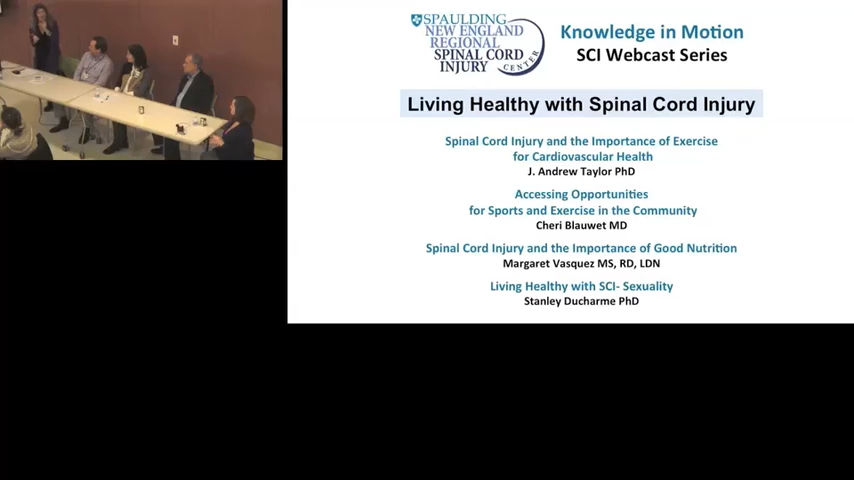 SPAULDING
NEW ENGLAND
REGIONAL
SPINAL CORD
INJURY
CENTER
Knowledge in Motion
SCI Webcast Series
Living Healthy with Spinal Cord Injury
Spinal Cord Injury and the Importance of Exercise
for Cardiovascular Health
J. Andrew Taylor PhD
Accessing Opportunities
for Sports and Exercise in the Community
Cheri Blauwet MD
Spinal Cord Injury and the Importance of Good Nutrition
Margaret Vasquez MS, RD, LDN
Living Healthy with SCI- Sexuality
Stanley Ducharme PhD